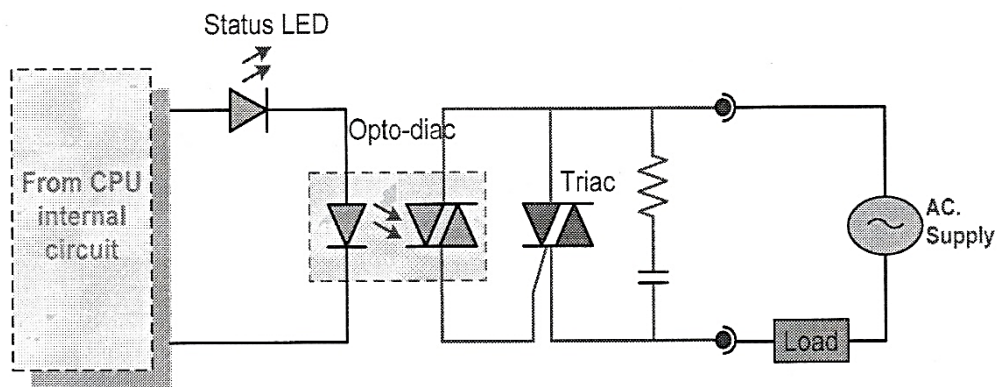 Status LED
Opto-diac
From CPU
internal
circuit
Triac
AC.
Supply
Load